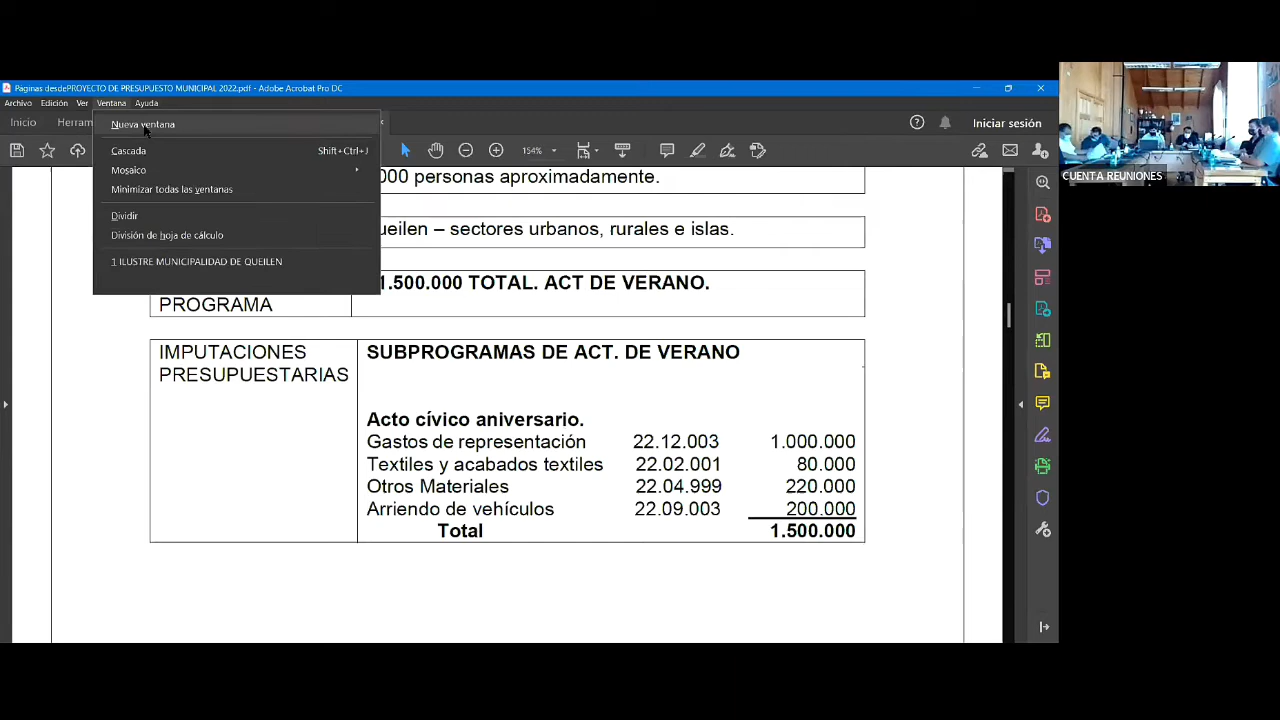 Páginas desdePROYECTO DE PRESUPUESTO MUNICIPAL 2022.pdf - Adobe Acrobat Pro DC
Archivo Edición Ver Ventana Ayuda
Inicio Herram
Iniciar sesión
Nueva ventana
Cascada Shift+Ctrl+J
Mosaico
Minimizar todas las ventanas
Dividir
División de hoja de cálculo
1 ILUSTRE MUNICIPALIDAD DE QUEILEN
154%
CUENTA REUNIONES
000 personas aproximadamente.
ueilen – sectores urbanos, rurales e islas.
1.500.000 TOTAL. ACT DE VERANO.
PROGRAMA
IMPUTACIONES
PRESUPUESTARIAS
SUBPROGRAMAS DE ACT. DE VERANO
Acto cívico aniversario.
Gastos de representación 22.12.003 1.000.000
Textiles y acabados textiles 22.02.001 80.000
Otros Materiales 22.04.999 220.000
Arriendo de vehículos 22.09.003 200.000
Total 1.500.000